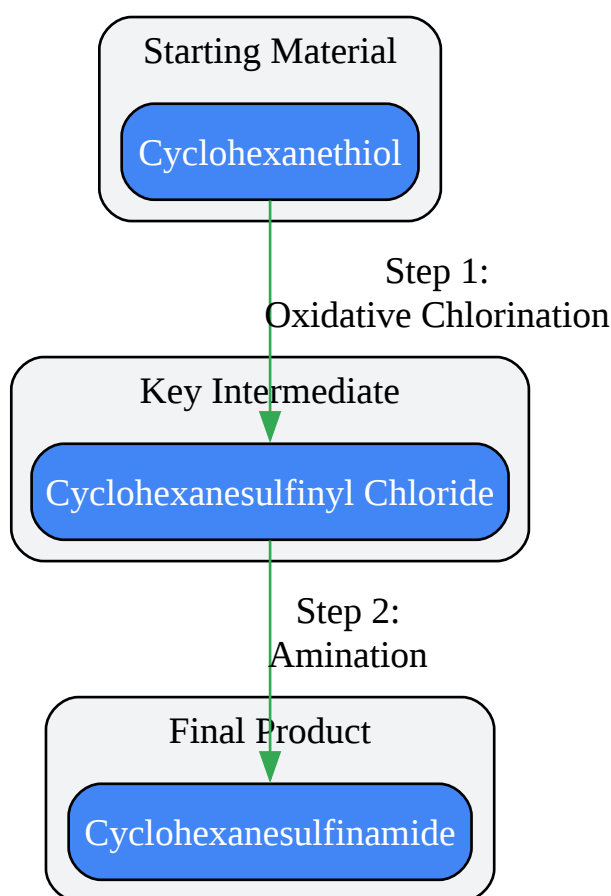 Starting Material
Cyclohexanethiol
Step 1:
Oxidative Chlorination
Key Intermediate
Cyclohexanesulfinyl Chloride
Step 2:
Amination
Final Product
Cyclohexanesulfinamide